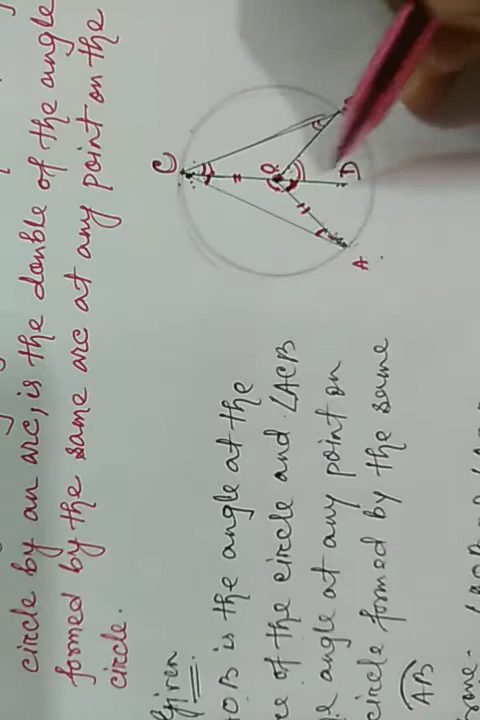 circle by an arc, is the double of the angle
formed by the same arc at any point on the
circle.
C
O
D
A
Given
OB is the angle at the
of the circle and ∠ACB
angle at any point on
circle formed by the same
AB